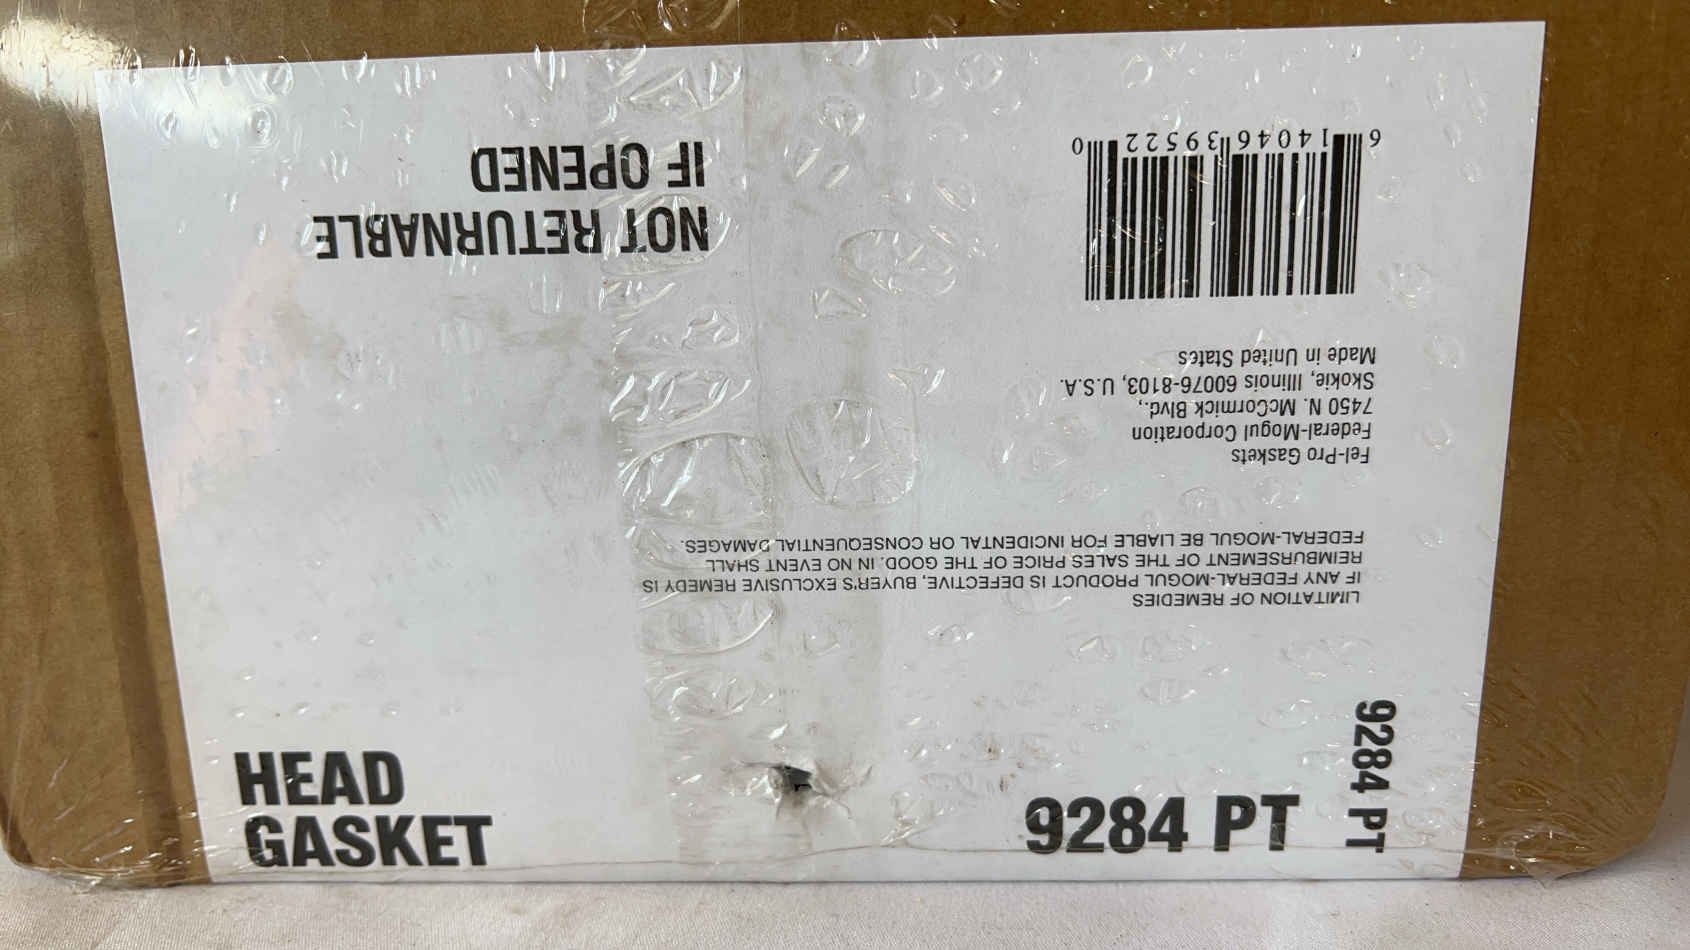 HEAD
GASKET
9284 PT
9284 PT
LIMITATION OF REMEDIES
IF ANY FEDERAL-MOGUL PRODUCT IS DEFECTIVE, BUYER'S EXCLUSIVE REMEDY IS
REIMBURSEMENT OF THE SALES PRICE OF THE GOOD. IN NO EVENT SHALL
FEDERAL-MOGUL BE LIABLE FOR INCIDENTAL OR CONSEQUENTIAL DAMAGES.
Fel-Pro Gaskets
Federal-Mogul Corporation
7450 N. McCormick Blvd.,
Skokie, Illinois 60076-8103, U.S.A.
Made in United States
6 14046 39522 0
NOT RETURNABLE
IF OPENED